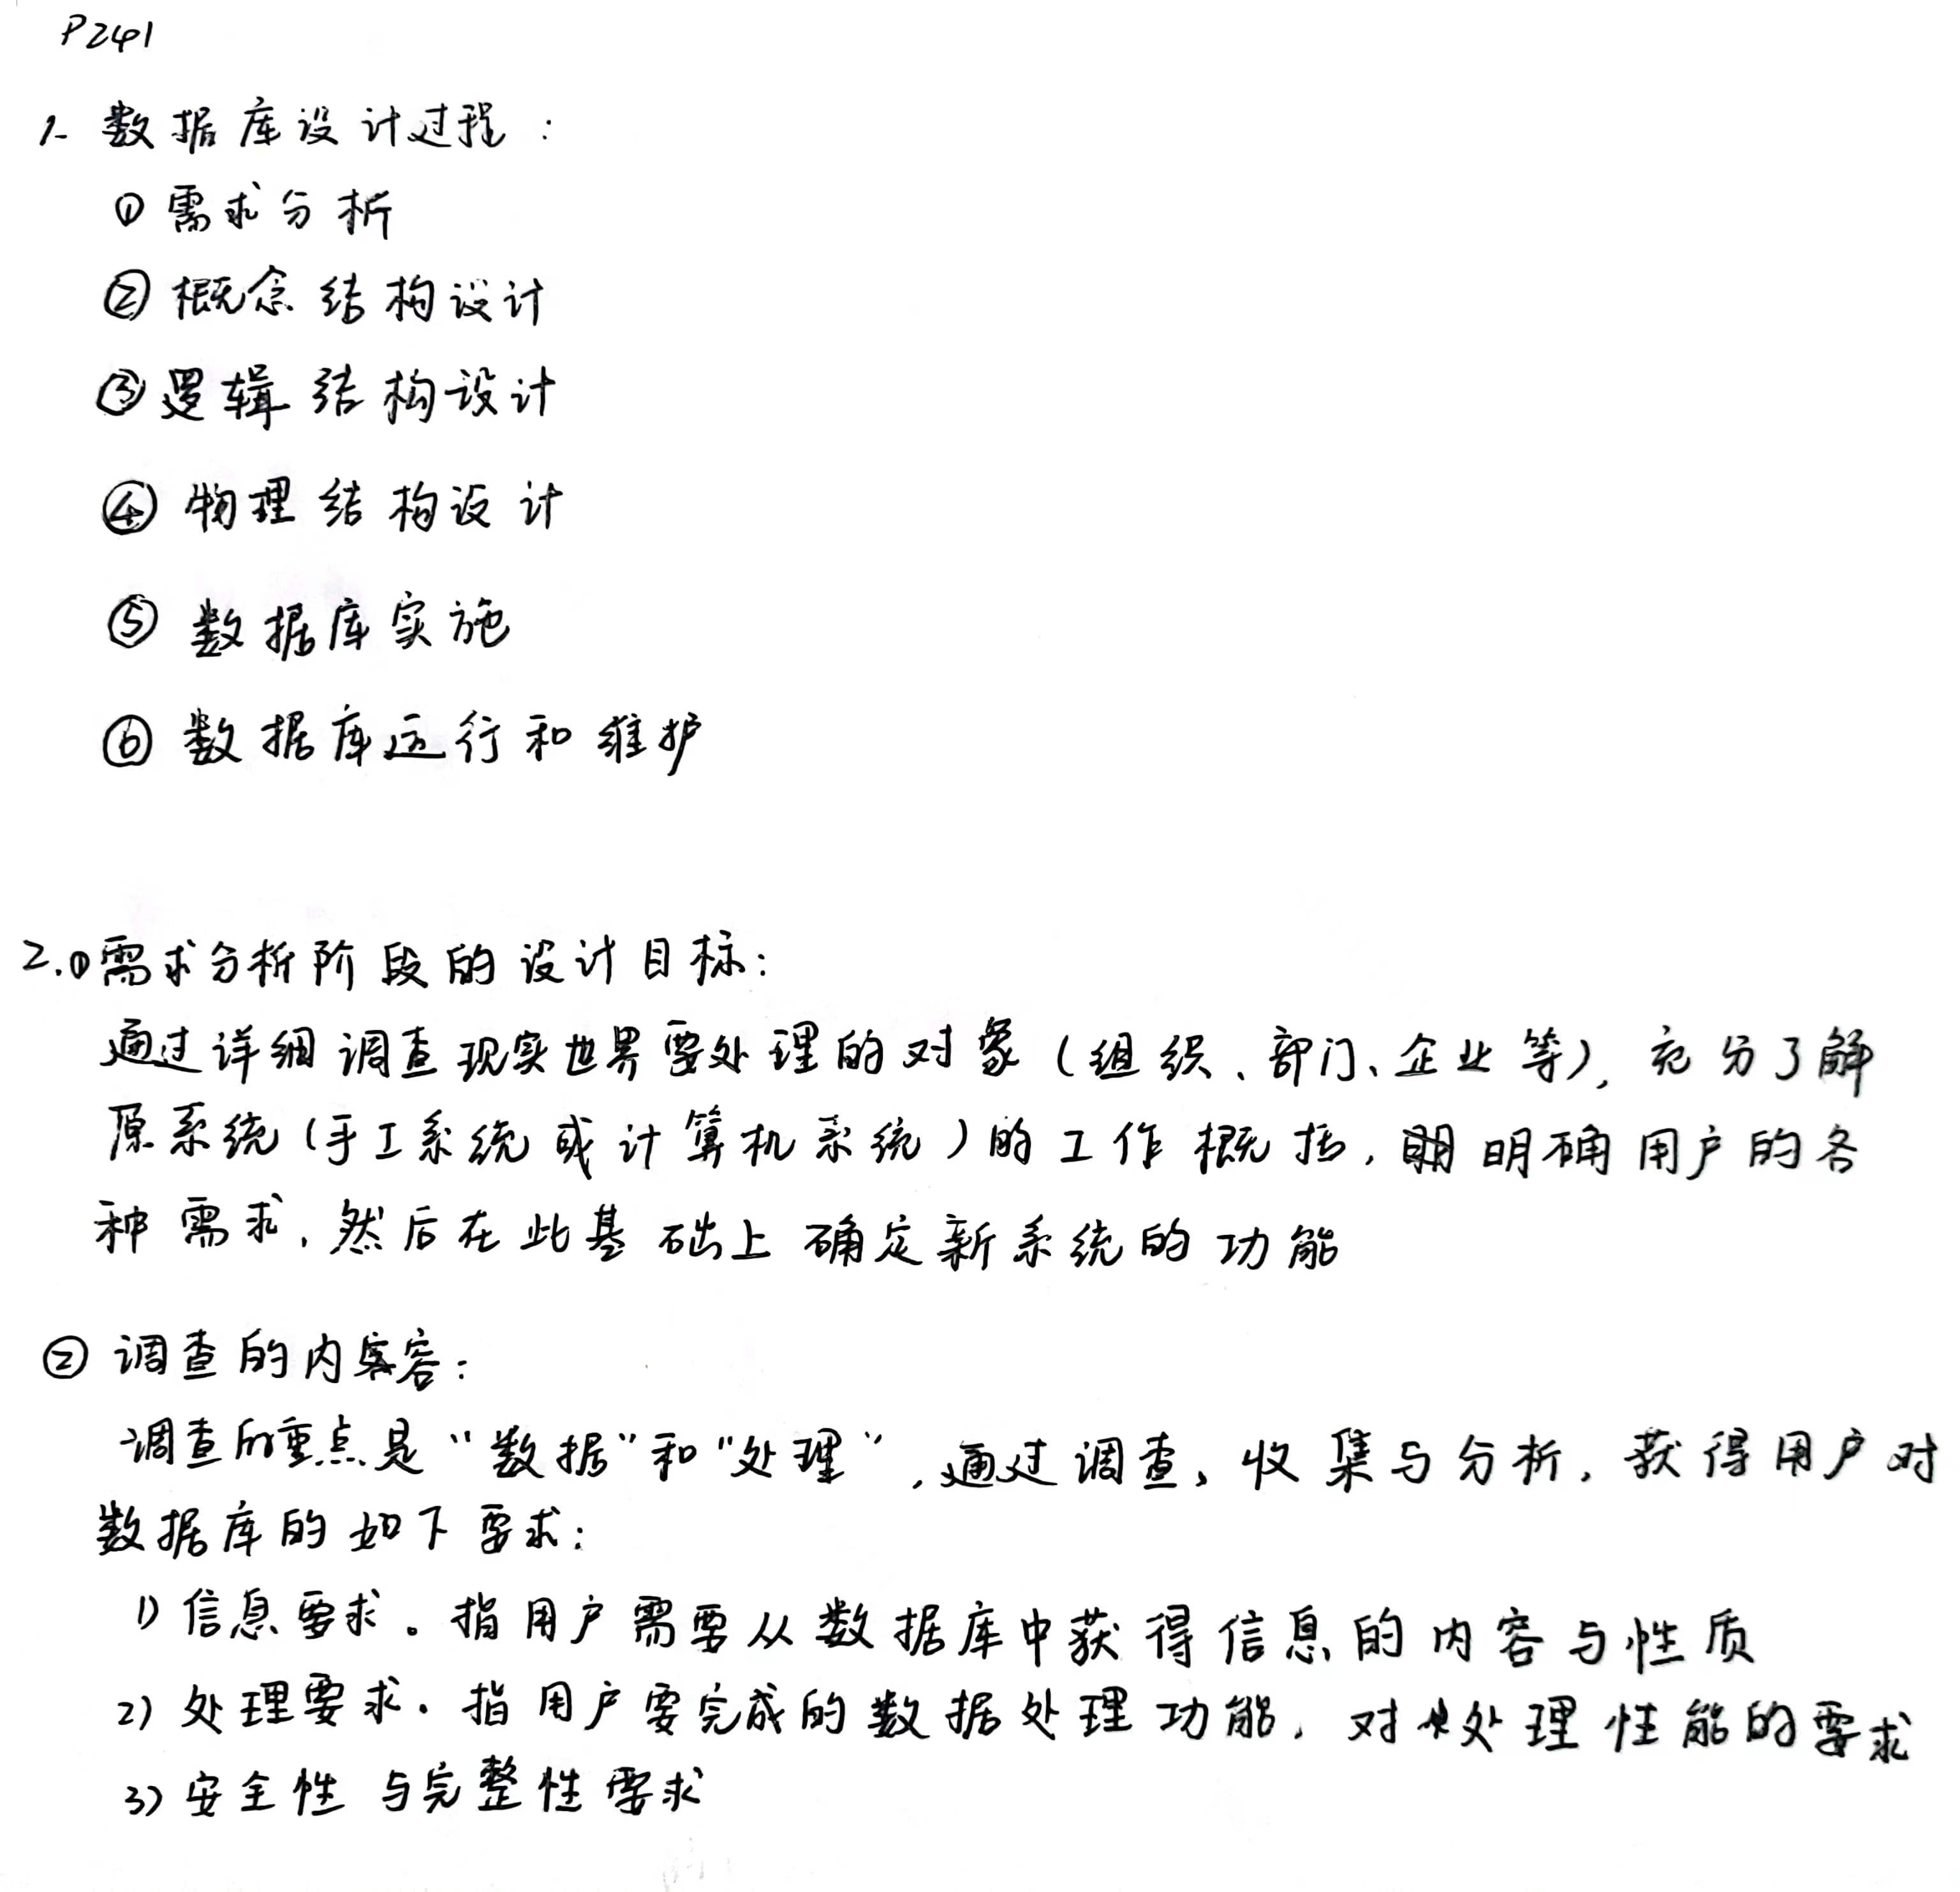 P241
1. 数据库设计过程：
① 需求分析
② 概念结构设计
③ 逻辑结构设计
④ 物理结构设计
⑤ 数据库实施
⑥ 数据库运行和维护
2.①需求分析阶段的设计目标：
通过详细调查现实世界要处理的对象（组织、部门、企业等），充分了解
原系统（手工系统或计算机系统）的工作概括，明确用户的各
种需求，然后在此基础上确定新系统的功能
② 调查的内容：
调查的重点是“数据”和“处理”，通过调查、收集与分析，获得用户对
数据库的如下要求：
1）信息要求。指用户需要从数据库中获得信息的内容与性质
2）处理要求。指用户要完成的数据处理功能，对处理性能的要求
3）安全性与完整性要求